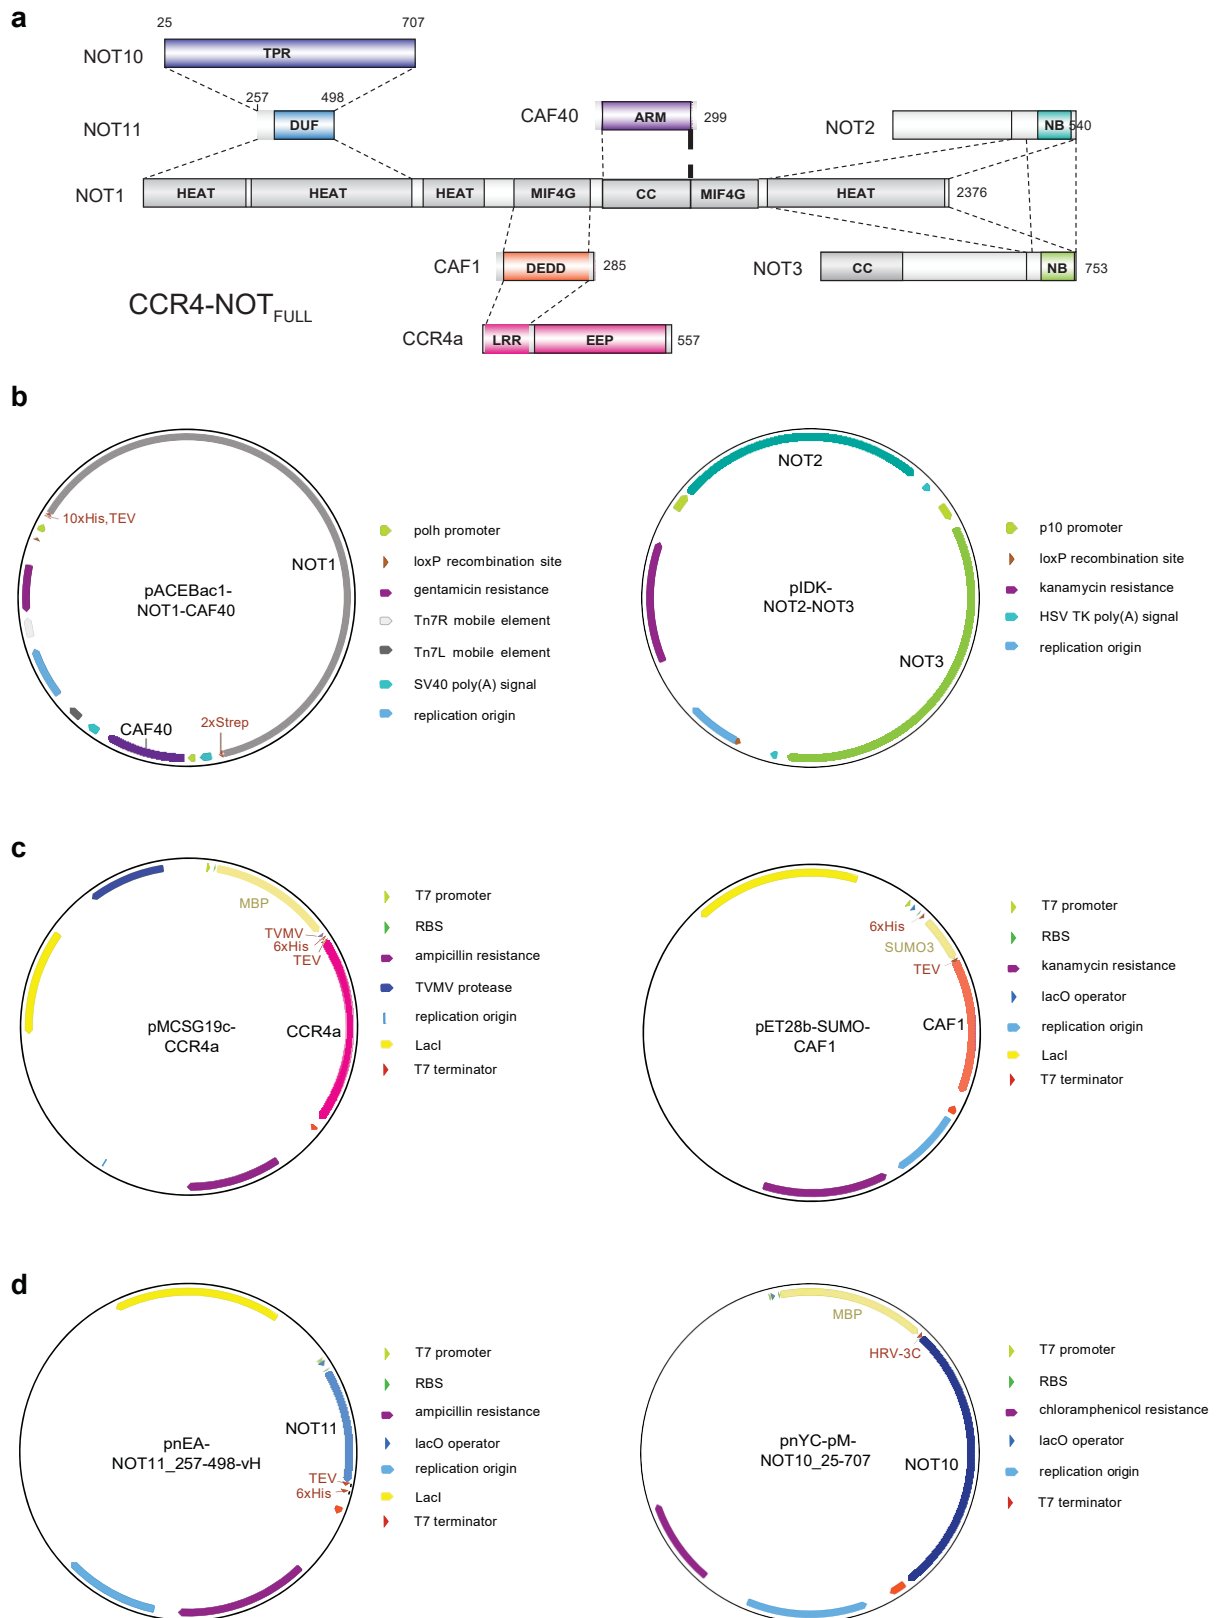 a
25
707
NOT10
TPR
257
498
NOT11
DUF
CAF40
ARM
299
NOT2
NB
540
NOT1
HEAT
HEAT
HEAT
MIF4G
CC
MIF4G
HEAT
2376
CAF1
DEDD
285
NOT3
CC
NB
753
CCR4-NOT FULL
CCR4a
LRR
EEP
557
b
10xHis,TEV
NOT1
pACEBac1-
NOT1-CAF40
CAF40
2xStrep
polh promoter
loxP recombination site
gentamicin resistance
Tn7R mobile element
Tn7L mobile element
SV40 poly(A) signal
replication origin
NOT2
pIDK-
NOT2-NOT3
NOT3
p10 promoter
loxP recombination site
kanamycin resistance
HSV TK poly(A) signal
replication origin
c
MBP
TVMV
6xHis
TEV
pMCSG19c-
CCR4a
CCR4a
T7 promoter
RBS
ampicillin resistance
TVMV protease
replication origin
LacI
T7 terminator
6xHis
SUMO3
TEV
pET28b-SUMO-
CAF1
CAF1
T7 promoter
RBS
kanamycin resistance
lacO operator
replication origin
LacI
T7 terminator
d
NOT11
pnEA-
NOT11_257-498-vH
TEV
6xHis
T7 promoter
RBS
ampicillin resistance
lacO operator
replication origin
LacI
T7 terminator
MBP
HRV-3C
pnYC-pM-
NOT10_25-707
NOT10
T7 promoter
RBS
chloramphenicol resistance
lacO operator
replication origin
T7 terminator